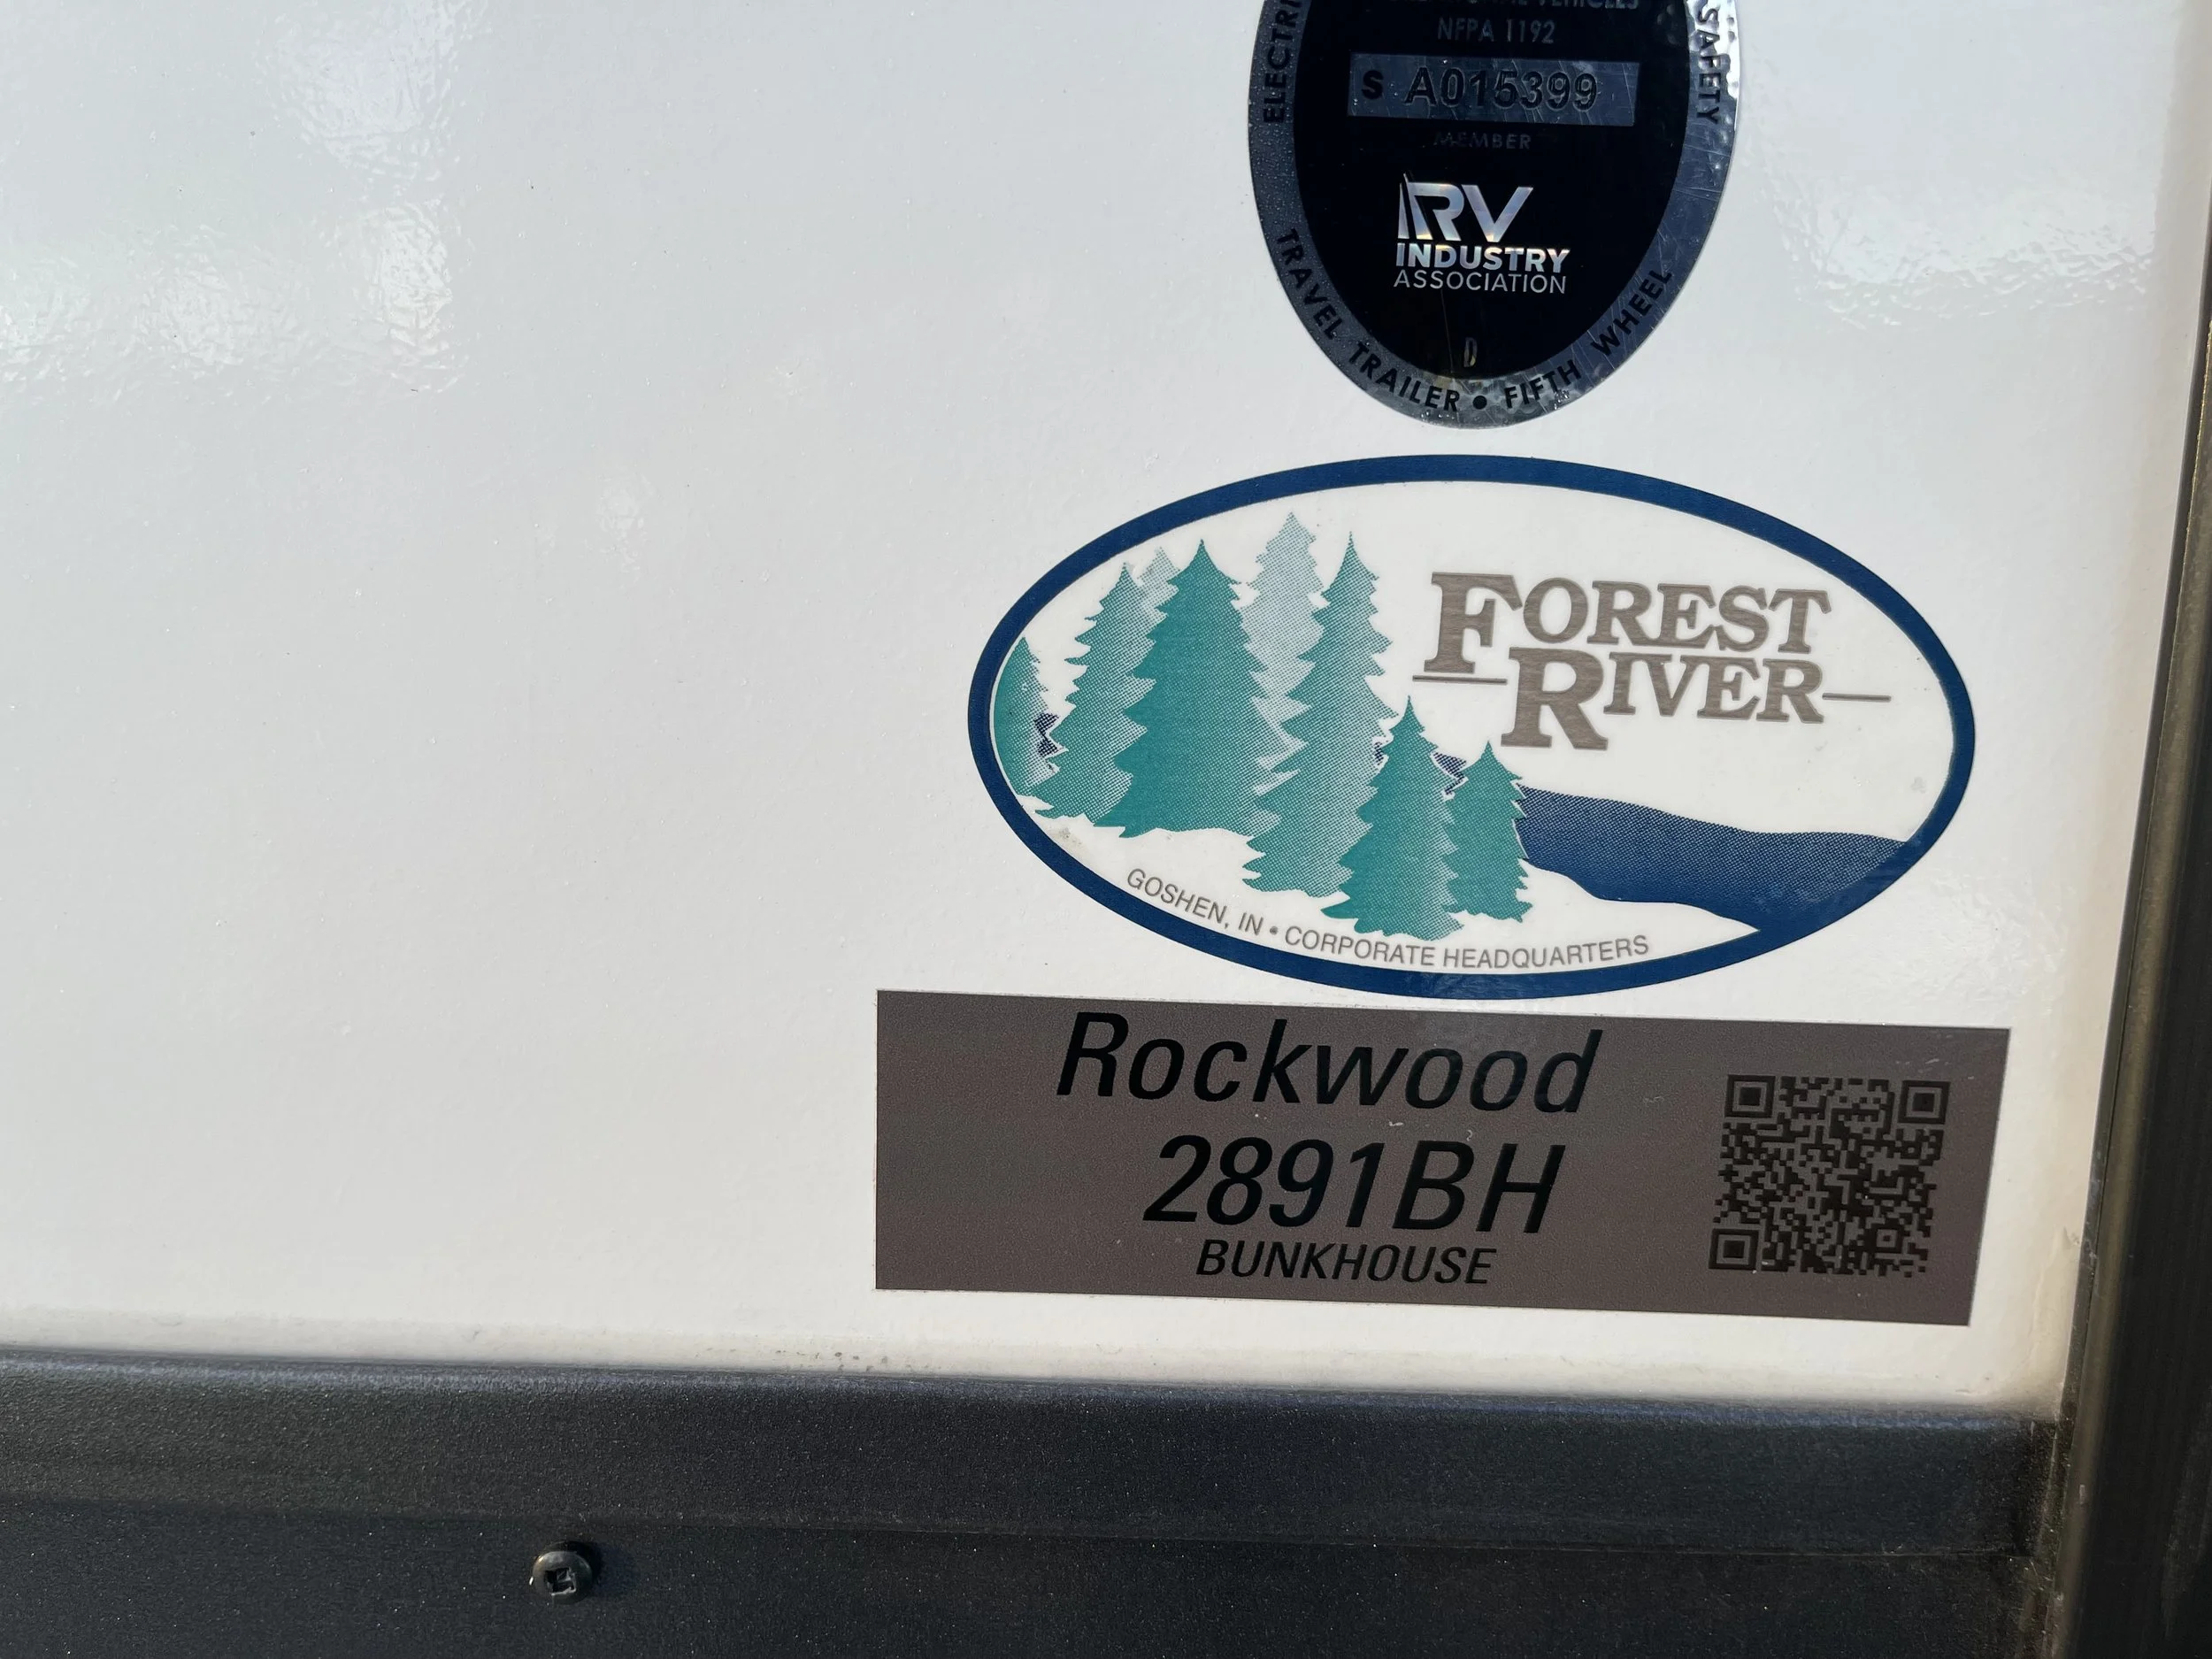 NFPA 1192
S A015399
MEMBER
RV
INDUSTRY
ASSOCIATION
D
SAFETY
TRAVEL TRAILER • FIFTH WHEEL
FOREST
RIVER
GOSHEN, IN • CORPORATE HEADQUARTERS
Rockwood
2891BH
BUNKHOUSE